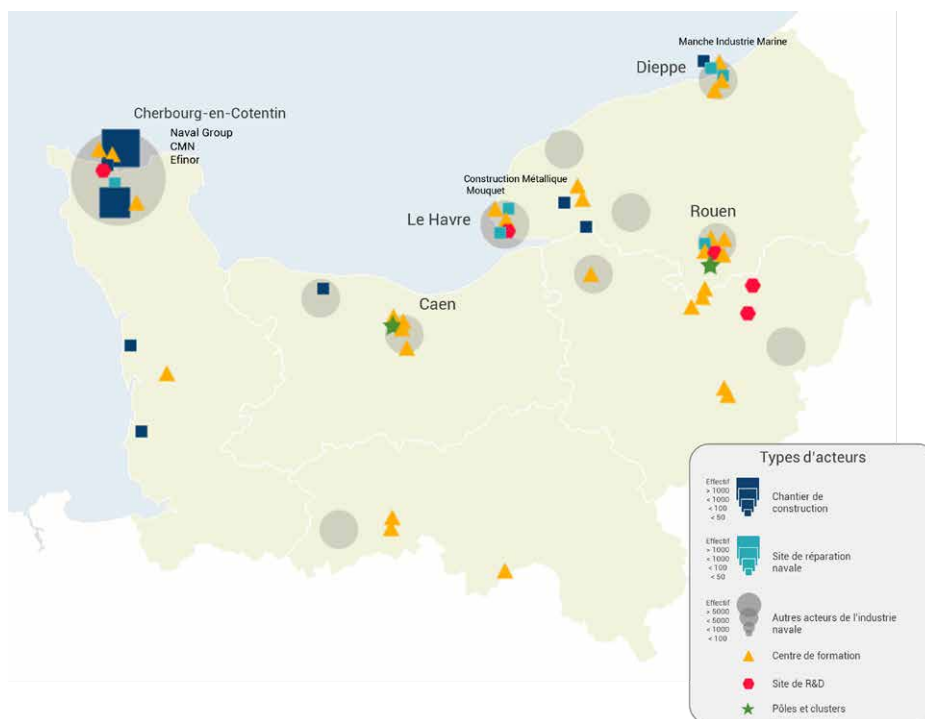 Manche Industrie Marine
Dieppe
Cherbourg-en-Cotentin
Naval Group
CMN
Efinor
Construction Métallique
Mouquet
Le Havre
Rouen
Caen
Types d'acteurs
Effectif
> 1000
< 1000
< 100
< 50
Chantier de
construction
Effectif
> 1000
< 1000
< 100
< 50
Site de réparation
navale
Effectif
> 5000
< 5000
< 1000
< 100
Autres acteurs de l'industrie
navale
Centre de formation
Site de R&D
Pôles et clusters